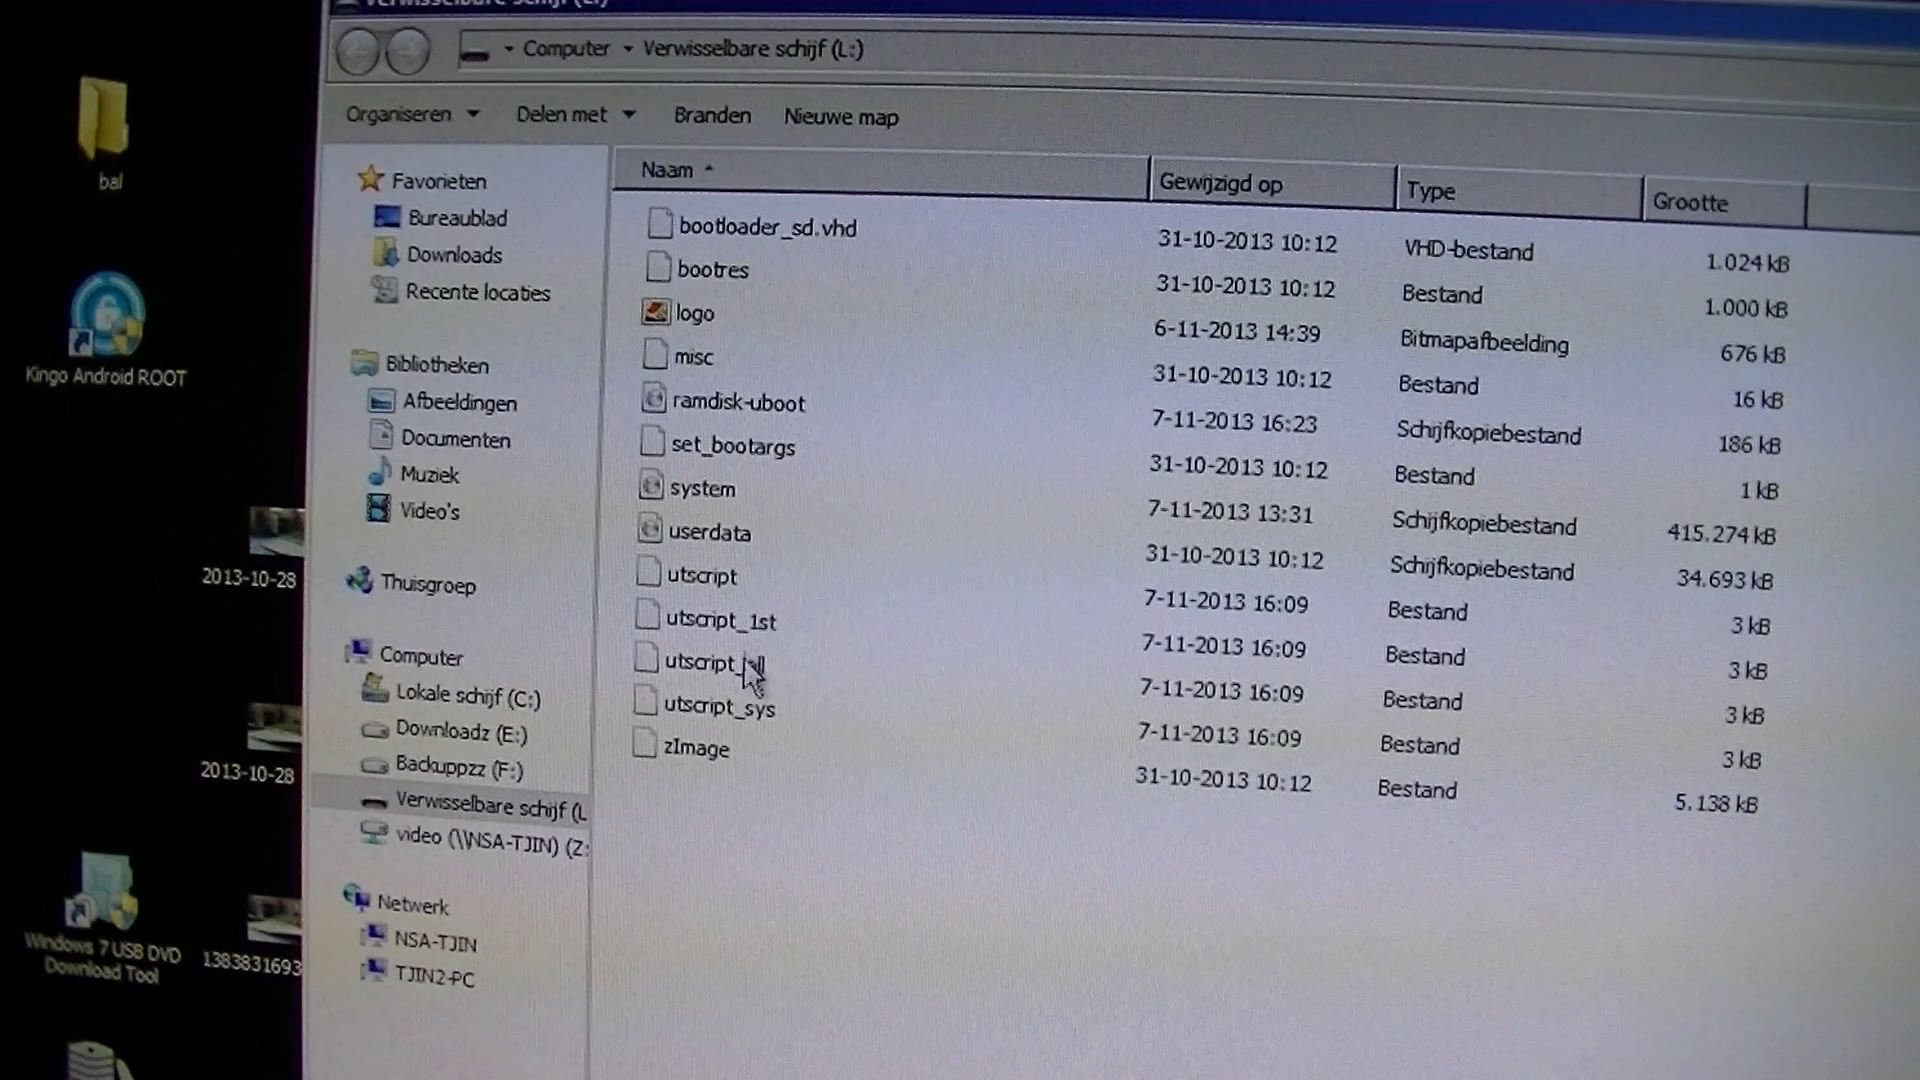 Verwisselbare schijf (L:)
Computer Verwisselbare schijf (L:)
Organiseren Delen met Branden Nieuwe map
Naam Gewijzigd op Type Grootte
bootloader_sd.vhd 31-10-2013 10:12 VHD-bestand 1.024 kB
bootres 31-10-2013 10:12 Bestand 1.000 kB
logo 6-11-2013 14:39 Bitmapafbeelding 676 kB
misc 31-10-2013 10:12 Bestand 16 kB
ramdisk-uboot 7-11-2013 16:23 Schijfkopiebestand 186 kB
set_bootargs 31-10-2013 10:12 Bestand 1 kB
system 7-11-2013 13:31 Schijfkopiebestand 415.274 kB
userdata 31-10-2013 10:12 Schijfkopiebestand 34.693 kB
utscript 7-11-2013 16:09 Bestand 3 kB
utscript_1st 7-11-2013 16:09 Bestand 3 kB
7-11-2013 16:09 Bestand 3 kB
utscript_sys 7-11-2013 16:09 Bestand 3 kB
zImage 31-10-2013 10:12 Bestand 5.138 kB
Favorieten
Bureaublad
Downloads
Recente locaties
Bibliotheken
Afbeeldingen
Documenten
Muziek
Video's
Thuisgroep
Computer
Lokale schijf (C:)
Downloadz (E:)
Backuppzz (F:)
Verwisselbare schijf (L
video (\\NSA-TJIN) (Z:
Netwerk
NSA-TJIN
TJIN2-PC
bal
Kingo Android ROOT
2013-10-28
2013-10-28
Windows 7 USB DVD
Download Tool
1383831693